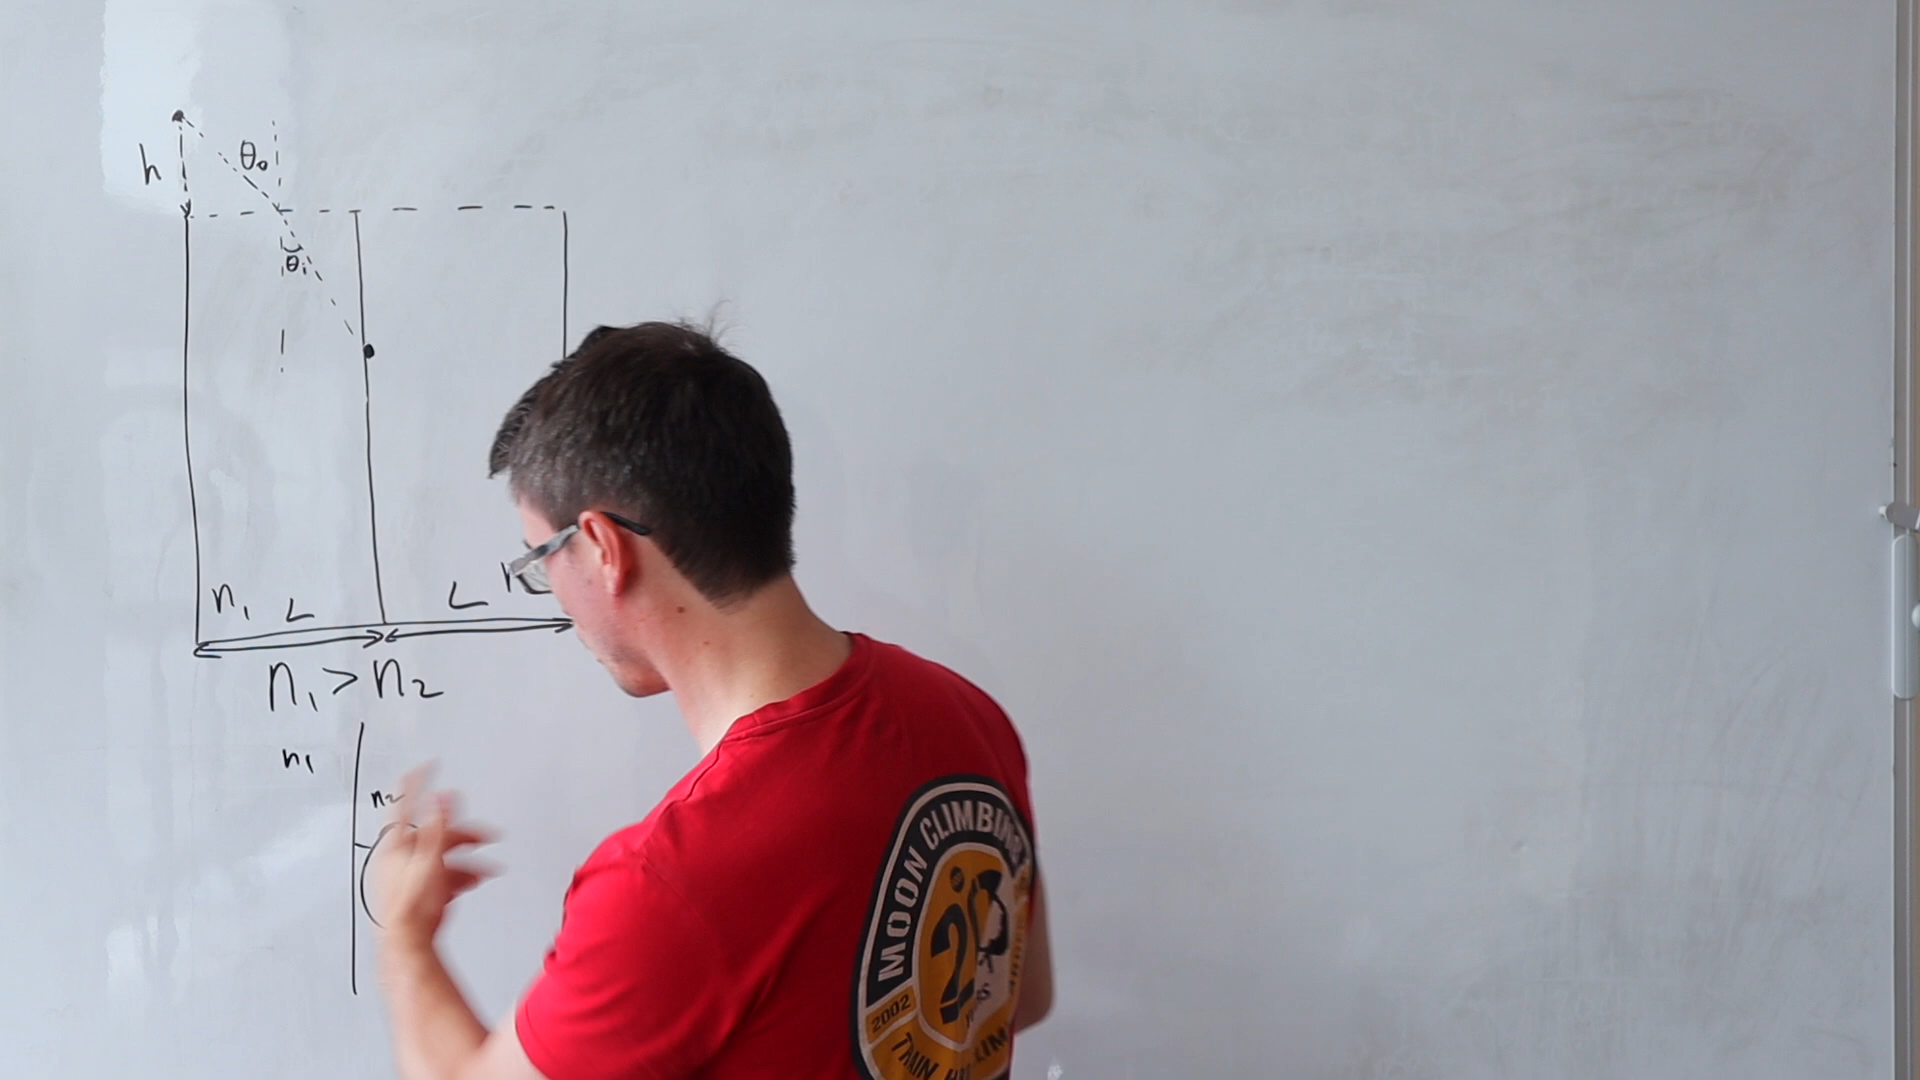 h
θ₀
θ₁
n₁
L
L
n₁ > n₂
n₁
n₂
MOON CLIMBING
2002